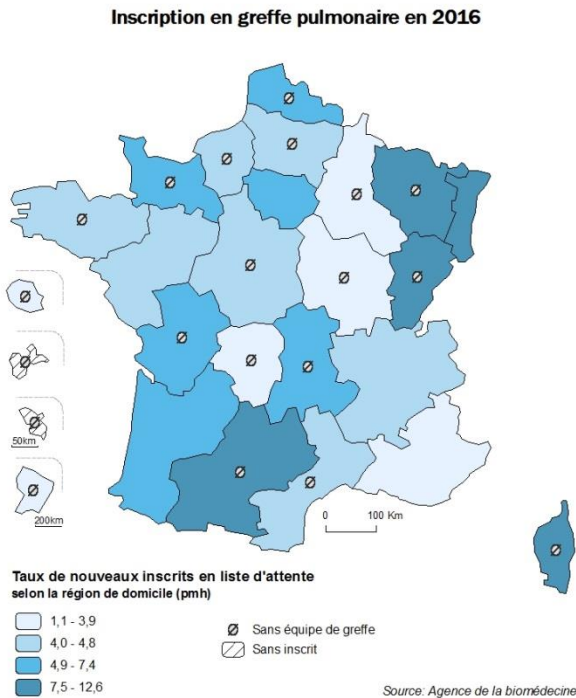 Inscription en greffe pulmonaire en 2016
50km
200km
0 100 Km
Taux de nouveaux inscrits en liste d'attente
selon la région de domicile (pmh)
1,1 - 3,9
4,0 - 4,8
4,9 - 7,4
7,5 - 12,6
Sans équipe de greffe
Sans inscrit
Source: Agence de la biomédecine